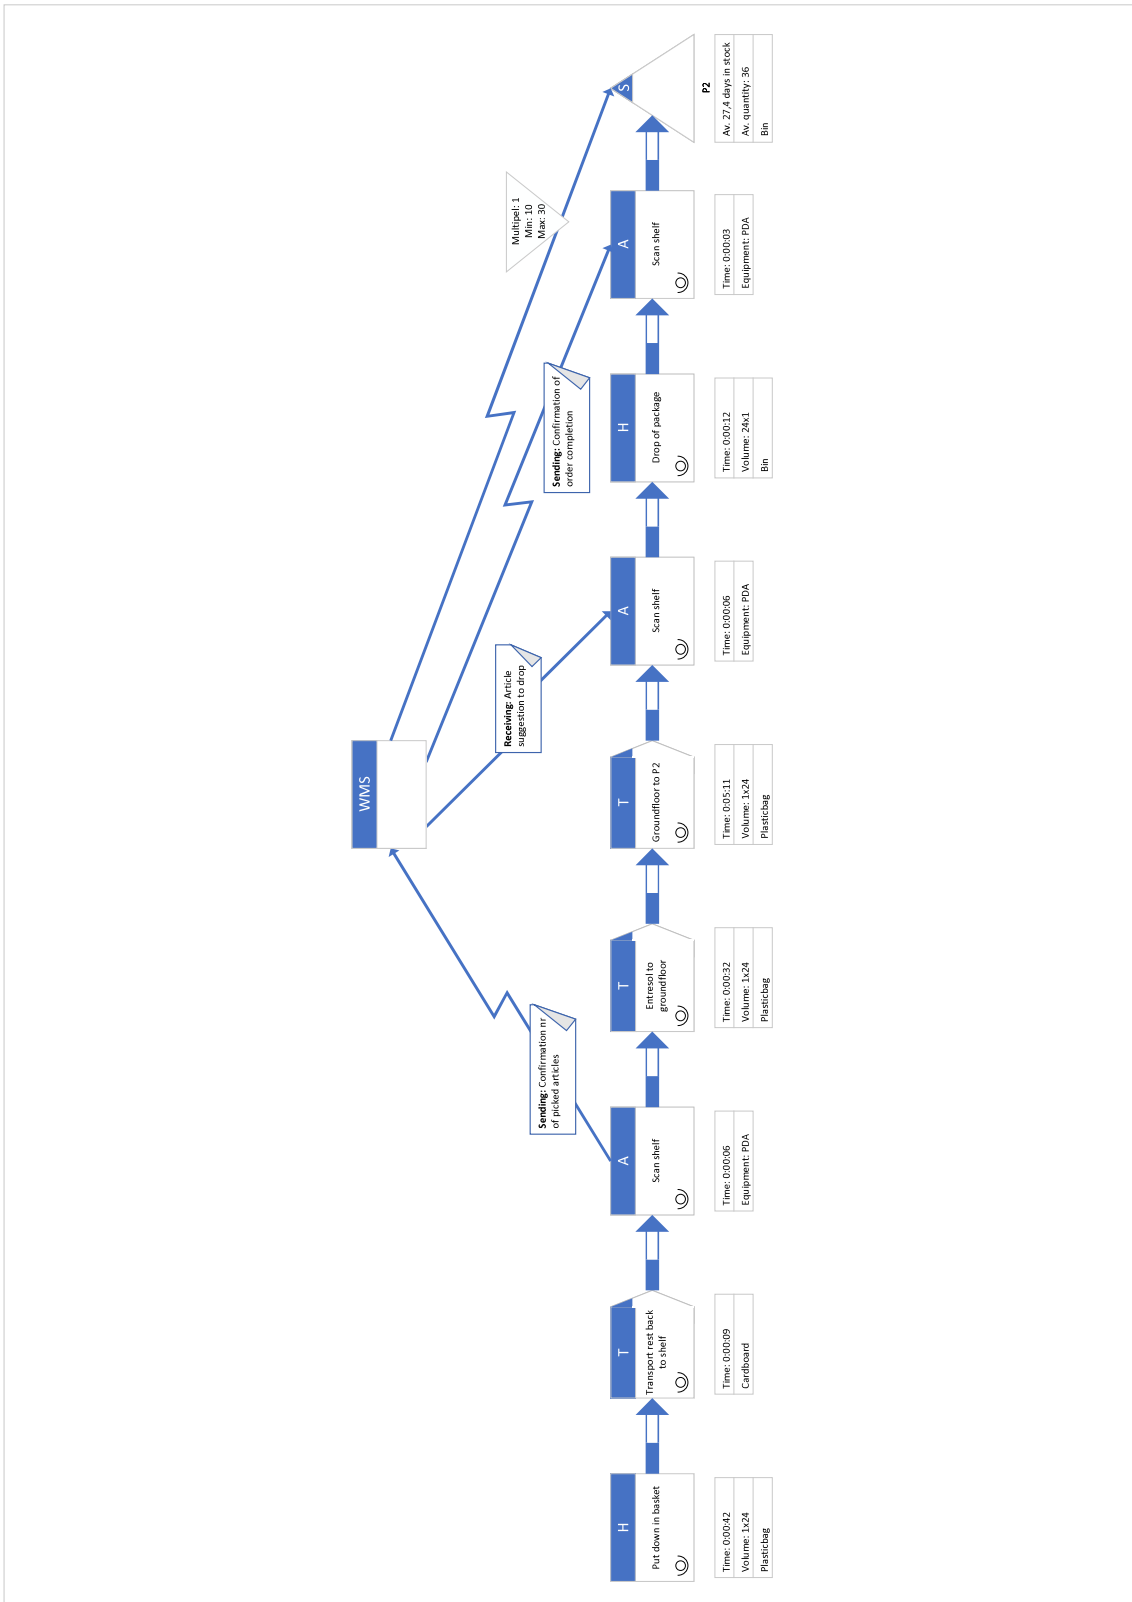 WMS
Multipel: 1
Min: 10
Max: 30
Sending: Confirmation nr
of picked articles
Receiving: Article
suggestion to drop
Sending: Confirmation of
order completion
H
Put down in basket
T
Transport rest back
to shelf
A
Scan shelf
T
Entresol to
groundfloor
T
Groundfloor to P2
A
Scan shelf
H
Drop of package
A
Scan shelf
S
P2
Time: 0:00:42
Volume: 1x24
Plasticbag
Time: 0:00:09
Cardboard
Time: 0:00:06
Equipment: PDA
Time: 0:00:32
Volume: 1x24
Plasticbag
Time: 0:05:11
Volume: 1x24
Plasticbag
Time: 0:00:06
Equipment: PDA
Time: 0:00:12
Volume: 24x1
Bin
Time: 0:00:03
Equipment: PDA
Av. 27,4 days in stock
Av. quantity: 36
Bin